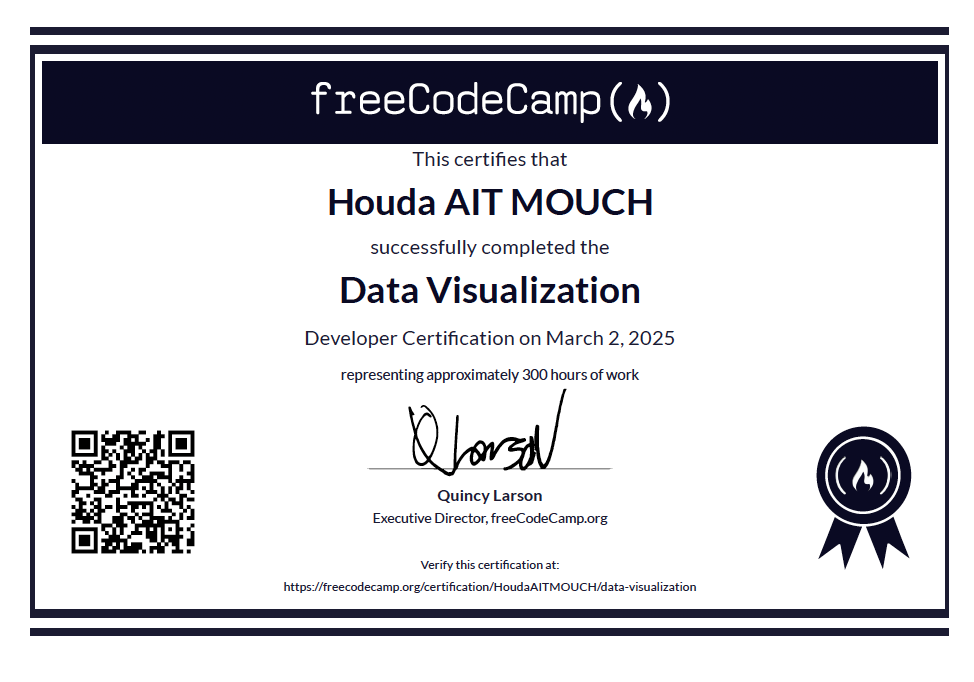 freeCodeCamp
This certifies that
Houda AIT MOUCH
successfully completed the
Data Visualization
Developer Certification on March 2, 2025
representing approximately 300 hours of work
Quincy Larson
Executive Director, freeCodeCamp.org
Verify this certification at:
https://freecodecamp.org/certification/HoudaAITMOUCH/data-visualization